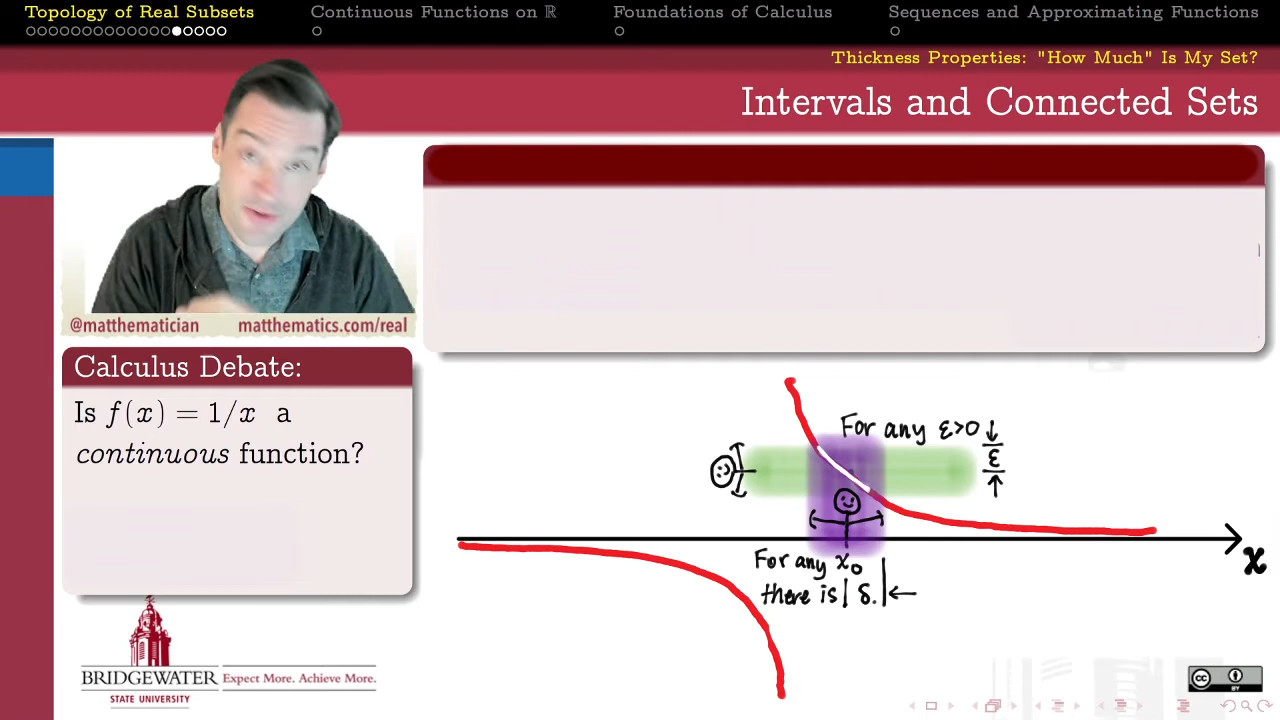 Topology of Real Subsets
Continuous Functions on ℝ
Foundations of Calculus
Sequences and Approximating Functions
Thickness Properties: "How Much" Is My Set?
Intervals and Connected Sets
@matthematician
matthematics.com/real
Calculus Debate:
Is f(x) = 1/x a
continuous function?
For any ε>0
ε
For any x₀
there is δ.
x
BRIDGEWATER
STATE UNIVERSITY
Expect More. Achieve More.
cc
BY